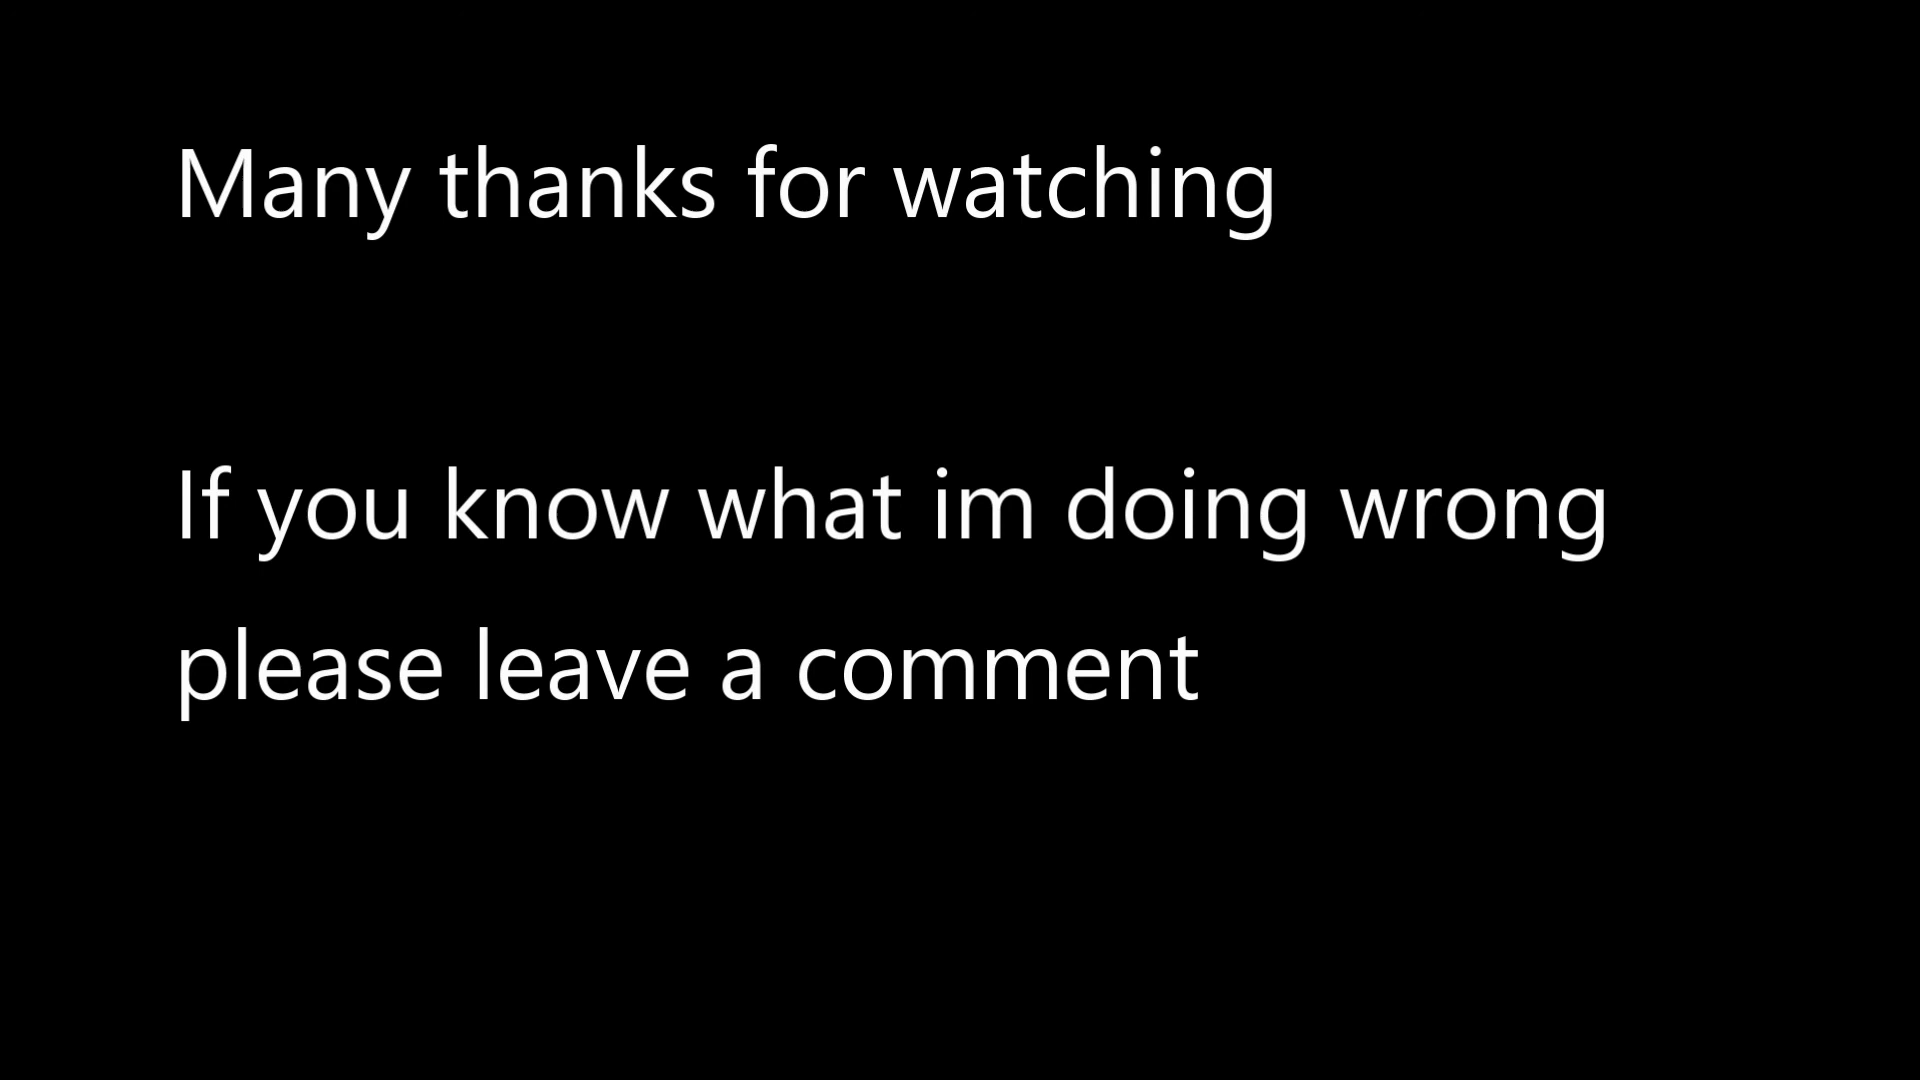 Many thanks for watching
If you know what im doing wrong
please leave a comment